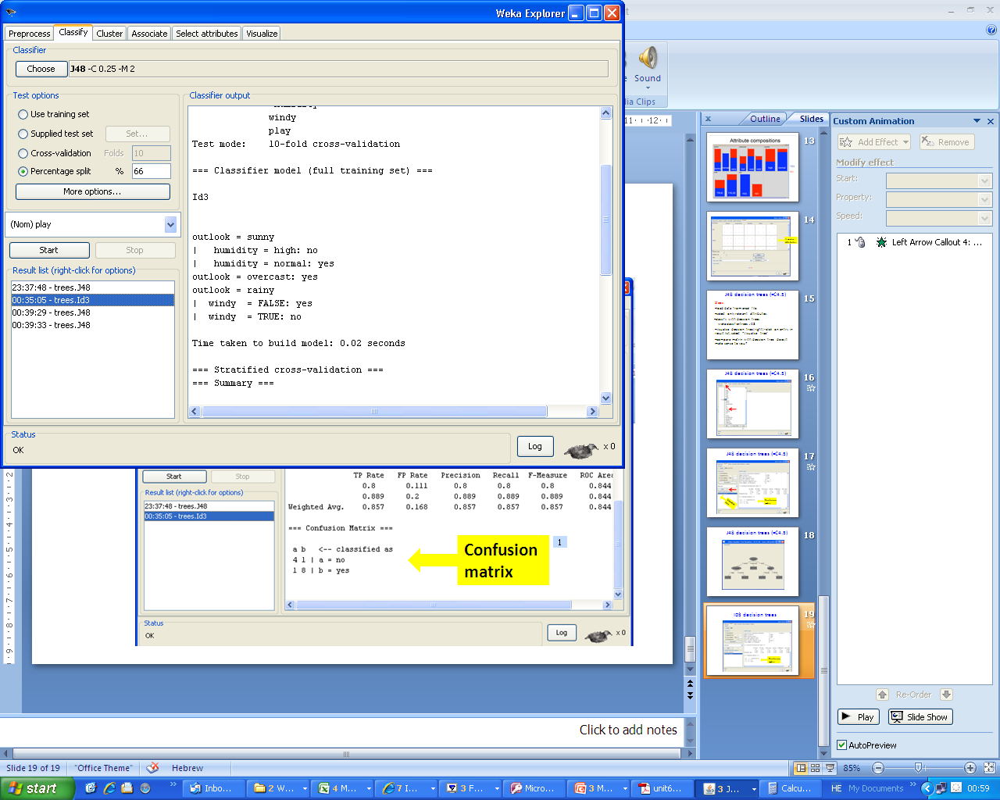 Weka Explorer
Preprocess Classify Cluster Associate Select attributes Visualize
Classifier
Choose J48 -C 0.25 -M 2
Test options
Use training set
Supplied test set Set...
Cross-validation Folds 10
Percentage split % 66
More options...
(Nom) play
Start Stop
Result list (right-click for options)
23:37:48 - trees.J48
00:35:05 - trees.Id3
00:39:29 - trees.J48
00:39:33 - trees.J48
Classifier output
windy
play
Test mode: 10-fold cross-validation
=== Classifier model (full training set) ===
Id3
outlook = sunny
| humidity = high: no
| humidity = normal: yes
outlook = overcast: yes
outlook = rainy
| windy = FALSE: yes
| windy = TRUE: no
Time taken to build model: 0.02 seconds
=== Stratified cross-validation ===
=== Summary ===
Status
OK
Log x 0
Start Stop
Result list (right-click for options)
23:37:48 - trees.J48
00:35:05 - trees.Id3
TP Rate FP Rate Precision Recall F-Measure ROC Area
0.8 0.111 0.8 0.8 0.8 0.844
0.889 0.2 0.889 0.889 0.889 0.844
Weighted Avg. 0.857 0.168 0.857 0.857 0.857 0.844
=== Confusion Matrix ===
a b <-- classified as
4 1 | a = no
1 8 | b = yes
Confusion
matrix
1
Status
OK
Log x 0
Sound
Clips
11 12
Outline Slides
Attribute compositions
13
14
J48 decision trees (=C4.5)
15
J48 decision trees (=C4.5)
16
J48 decision trees (=C4.5)
17
J48 decision trees (=C4.5)
18
ID3 decision trees
19
Custom Animation
Add Effect Remove
Modify effect
Start:
Property:
Speed:
1 Left Arrow Callout 4: ...
Re-Order
Play Slide Show
AutoPreview
Click to add notes
Slide 19 of 19 "Office Theme" Hebrew 85%
start Inbo... 2 W... 4 M... 7 I... 3 F... Micro... 3 M... unit6... 3 J... Calcu... HE My Documents 00:59